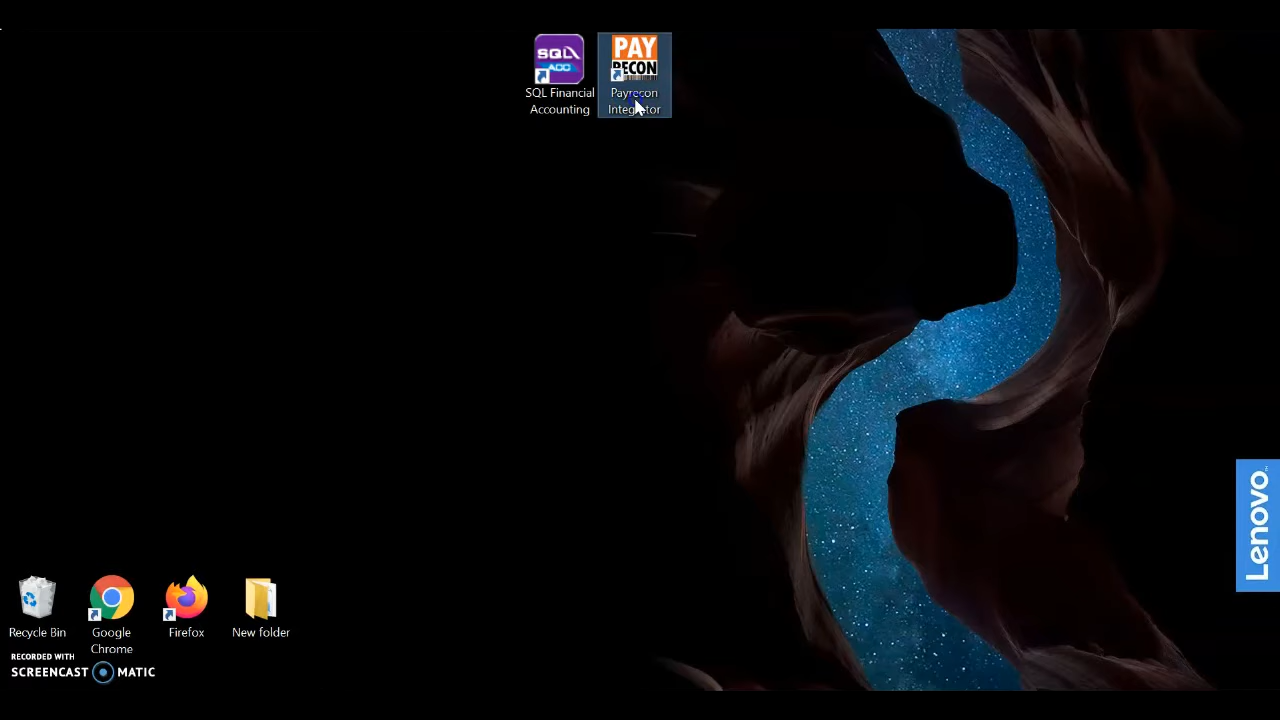 SQL
ACC
SQL Financial
Accounting
PAY
RECON
Payrecon
Integrator
Lenovo
Recycle Bin
Google
Chrome
Firefox
New folder
RECORDED WITH
SCREENCAST MATIC